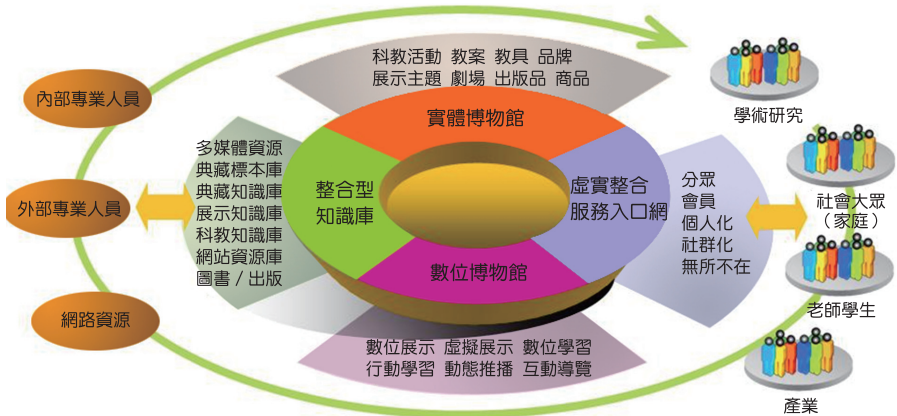 內部專業人員
外部專業人員
網路資源
多媒體資源
典藏標本庫
典藏知識庫
展示知識庫
科教知識庫
網站資源庫
圖書/出版
科教活動 教案 教具 品牌
展示主題 劇場 出版品 商品
實體博物館
整合型
知識庫
虛實整合
服務入口網
數位博物館
數位展示 虛擬展示 數位學習
行動學習 動態推播 互動導覽
分眾
會員
個人化
社群化
無所不在
學術研究
社會大眾
（家庭）
老師學生
產業